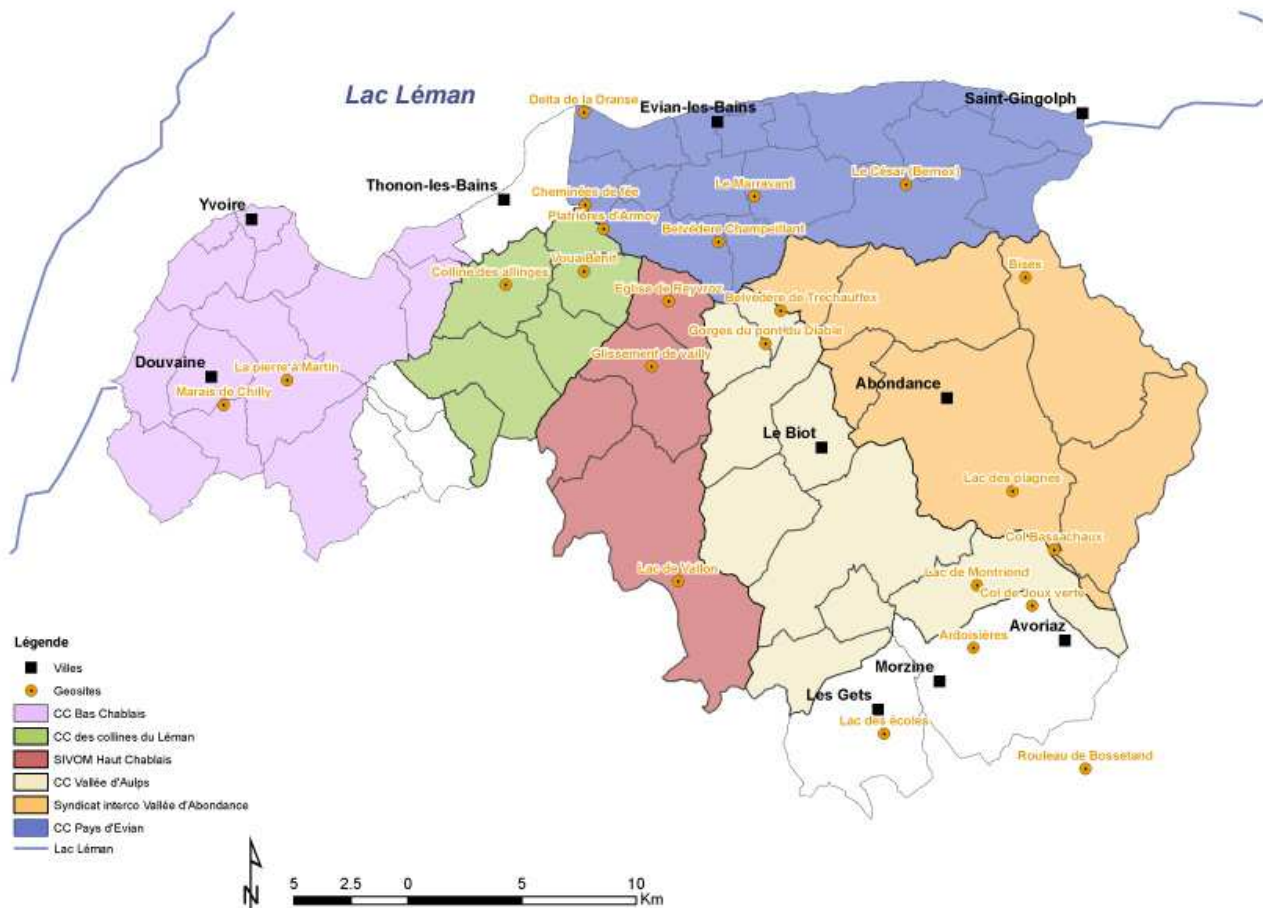 Lac Léman
Delta de la Dranse
Evian-les-Bains
Saint-Gingolph
Thonon-les-Bains
Cheminées de fée
Le Marravant
Le César (Bernex)
Yvoire
Platrières d'Armoy
Belvédere Champeillant
Colline des allinges
Voua Bénit
Bises
Eglise de Reyvroz
Belvédère de Tréchauffex
Gorges du pont du Diable
Douvaine
La pierre à Martin
Glissement de vailly
Marais de Chilly
Abondance
Le Biot
Lac des plagnes
Col Bassachaux
Lac de Vallon
Lac de Montriond
Col de Joux verte
Avoriaz
Ardoisières
Morzine
Les Gets
Lac des écoles
Rouleau de Bossetand
Légende
Villes
Geosites
CC Bas Chablais
CC des collines du Léman
SIVOM Haut Chablais
CC Vallée d'Aulps
Syndicat interco Vallée d'Abondance
CC Pays d'Evian
Lac Léman
N
5 2.5 0 5 10
Km